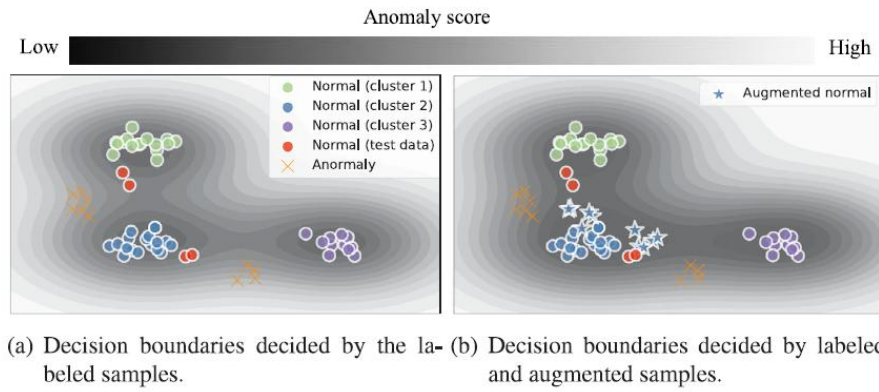 Anomaly score
Low High
Normal (cluster 1)
Normal (cluster 2)
Normal (cluster 3)
Normal (test data)
Anormaly
Augmented normal
(a) Decision boundaries decided by the la-
beled samples.
(b) Decision boundaries decided by labeled
and augmented samples.